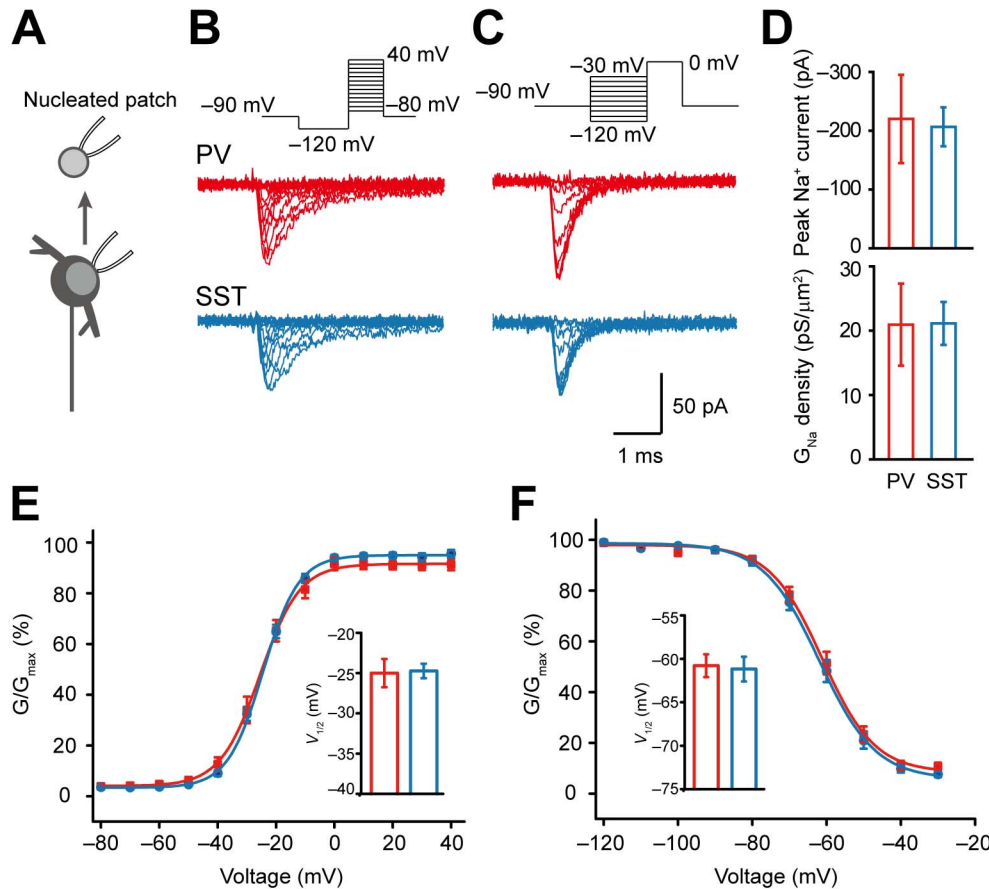 A
Nucleated patch
B
40 mV
–90 mV
–80 mV
–120 mV
PV
SST
C
–30 mV
0 mV
–90 mV
–120 mV
50 pA
1 ms
D
Peak Na⁺ current (pA)
–300
–200
–100
0
G_Na density (pS/μm²)
30
20
10
0
PV SST
E
G/G_max (%)
100
80
60
40
20
0
–80 –60 –40 –20 0 20 40
Voltage (mV)
V_1/2 (mV)
–20
–25
–30
–35
–40
F
G/G_max (%)
100
80
60
40
20
0
–120 –100 –80 –60 –40 –20
Voltage (mV)
V_1/2 (mV)
–55
–60
–65
–70
–75